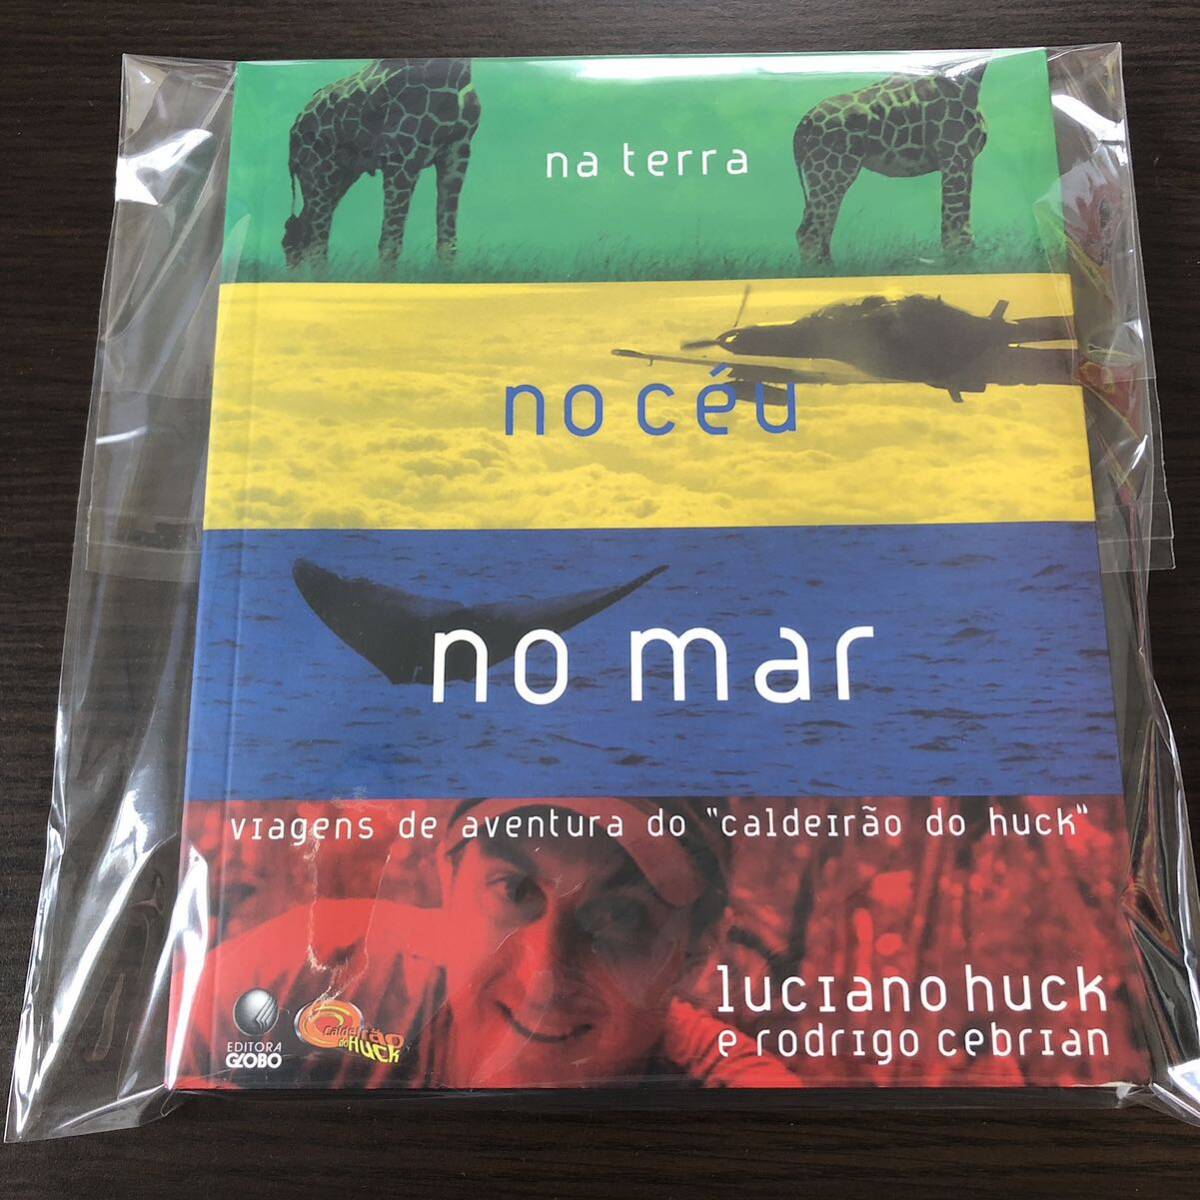 na terra
no céu
no mar
viagens de aventura do "caldeirão do huck"
luciano huck
e rodrigo cebrian
EDITORA
GLOBO
Caldeirão
do Huck